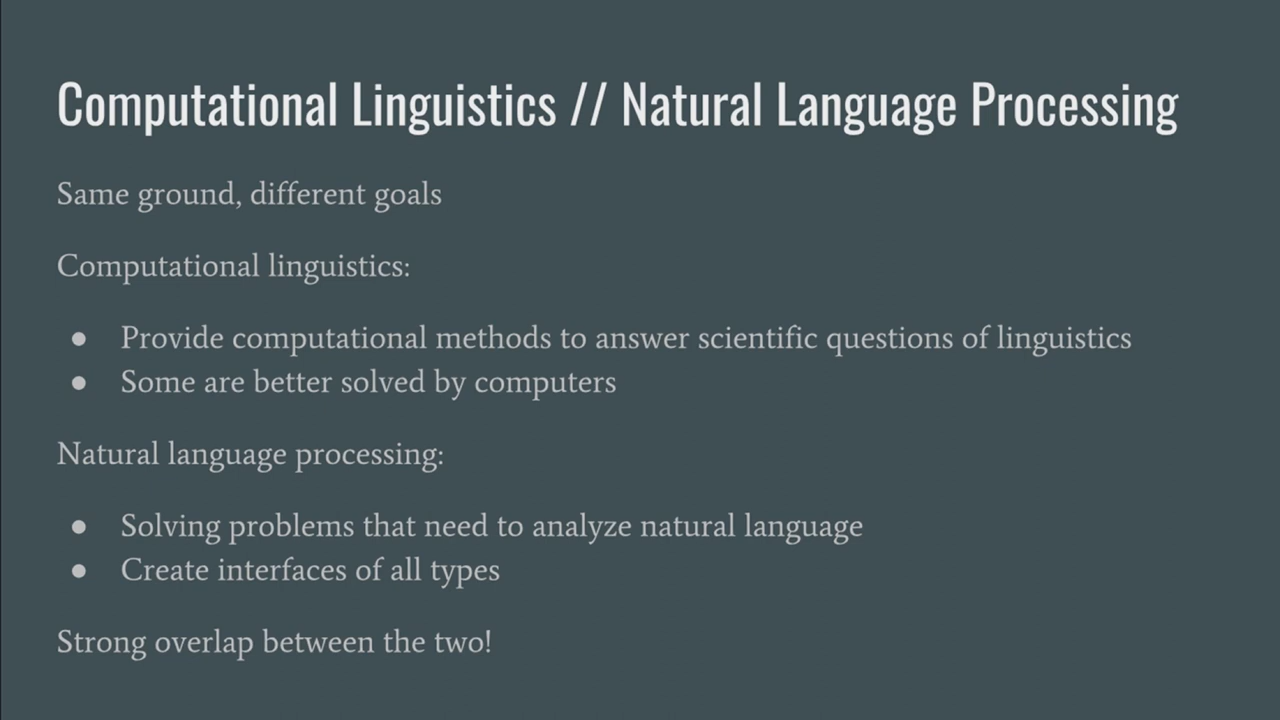 Computational Linguistics // Natural Language Processing
Same ground, different goals
Computational linguistics:
● Provide computational methods to answer scientific questions of linguistics
● Some are better solved by computers
Natural language processing:
● Solving problems that need to analyze natural language
● Create interfaces of all types
Strong overlap between the two!